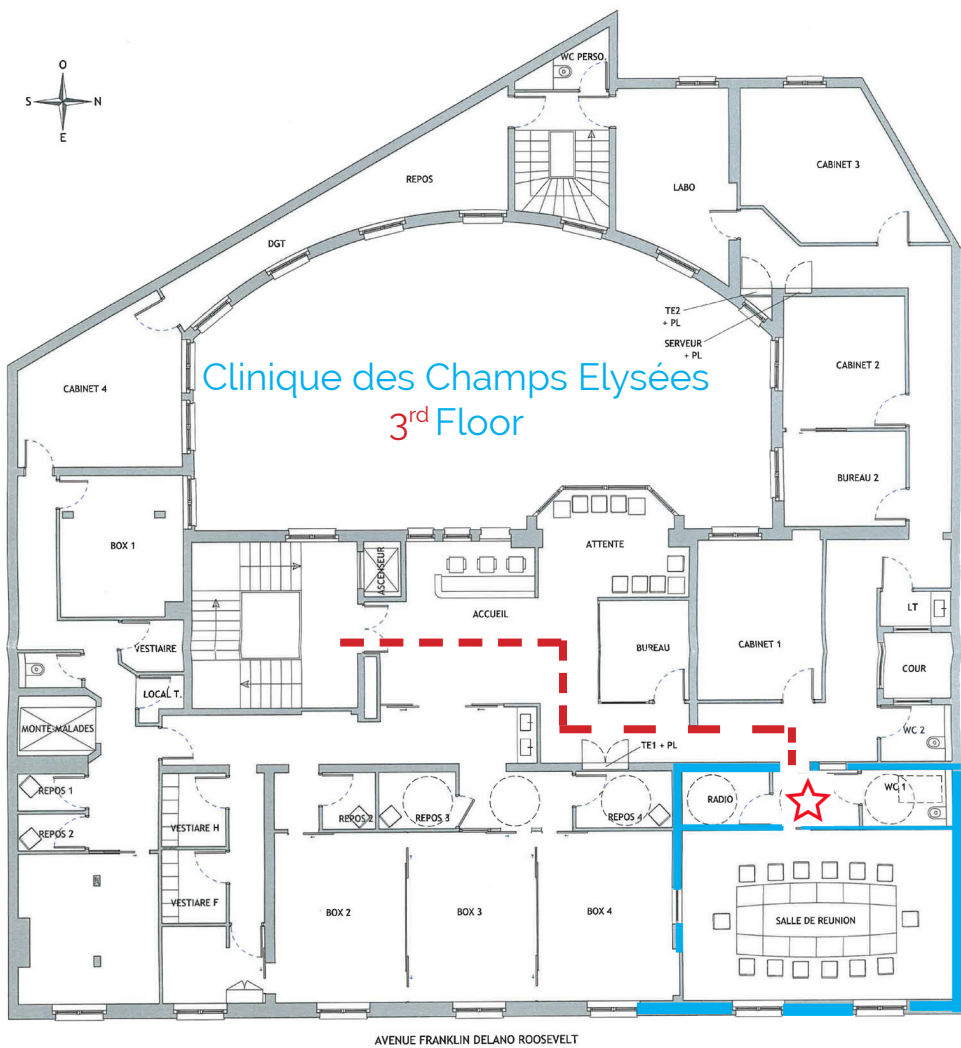 WC PERSO.
O
S
N
E
CABINET 3
REPOS
LABO
DGT
TE2
+ PL
SERVEUR
+ PL
Clinique des Champs Elysées
3rd Floor
CABINET 2
CABINET 4
BUREAU 2
BOX 1
ATTENTE
ASCENSEUR
ACCUEIL
LT
VESTIAIRE
BUREAU
CABINET 1
COUR
LOCAL T.
MONTE-MALADES
WC 2
TE1 + PL
REPOS 1
RADIO
WC 1
REPOS 2
VESTIARE H
REPOS 2
REPOS 3
REPOS 4
VESTIARE F
BOX 2
BOX 3
BOX 4
SALLE DE REUNION
AVENUE FRANKLIN DELANO ROOSEVELT